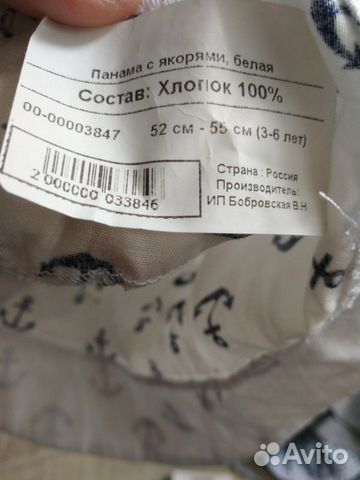 Панама с якорями, белая
Состав: Хлопок 100%
00-00003847
52 см - 55 см (3-6 лет)
2 000000 033846
Страна : Россия
Производитель:
ИП Бобровская В.Н
Avito